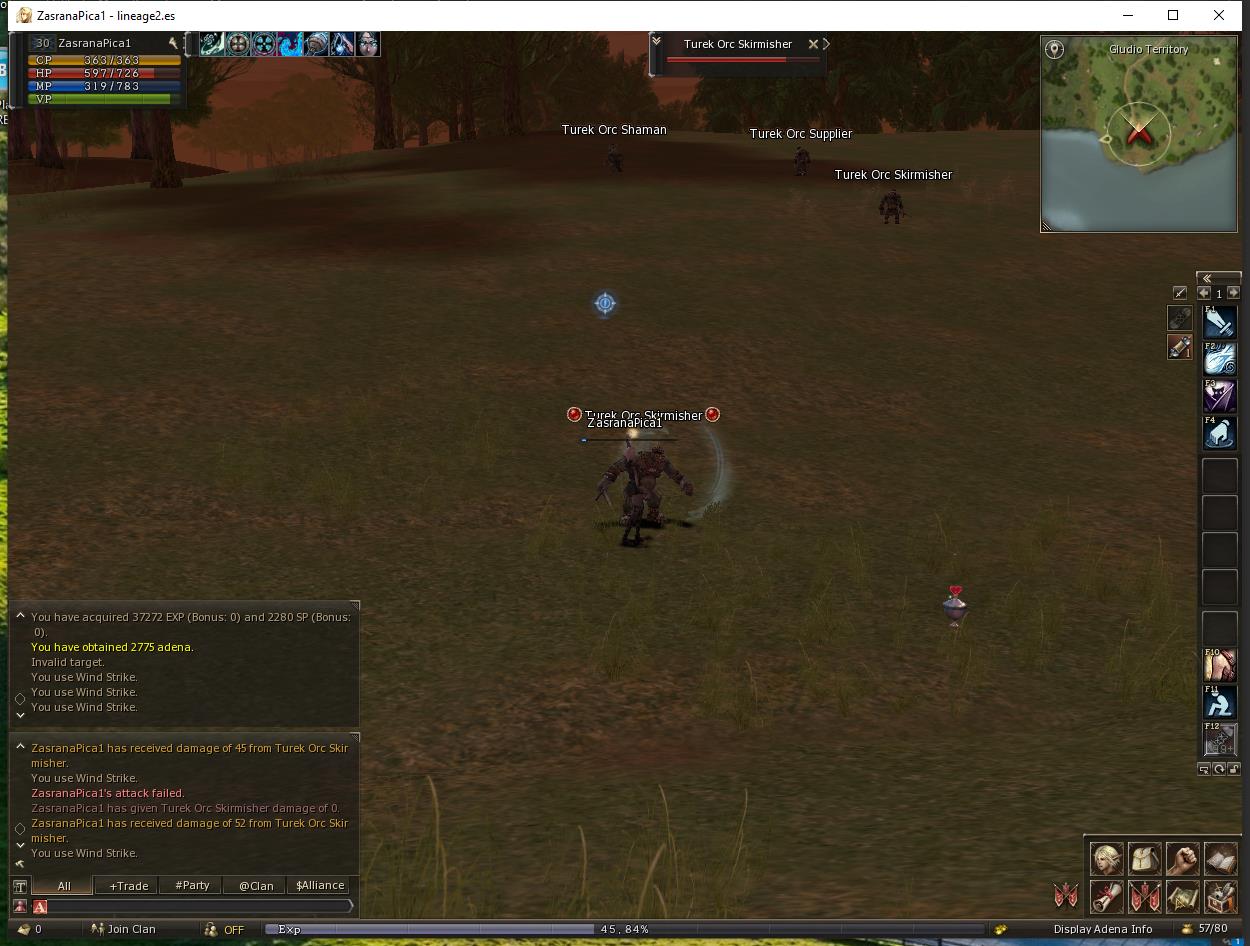 ZasranaPica1 - lineage2.es
30 ZasranaPica1
CP 363/363
HP 597/726
MP 319/783
VP
Turek Orc Skirmisher
Gludio Territory
Turek Orc Shaman
Turek Orc Supplier
Turek Orc Skirmisher
1
F1
F2
F3
F4
Turek Orc Skirmisher
ZasranaPica1
You have acquired 37272 EXP (Bonus: 0) and 2280 SP (Bonus:
0).
You have obtained 2775 adena.
Invalid target.
You use Wind Strike.
You use Wind Strike.
You use Wind Strike.
F10
F11
F12
99+
ZasranaPica1 has received damage of 45 from Turek Orc Skir
misher.
You use Wind Strike.
ZasranaPica1's attack failed.
ZasranaPica1 has given Turek Orc Skirmisher damage of 0.
ZasranaPica1 has received damage of 52 from Turek Orc Skir
misher.
You use Wind Strike.
All +Trade #Party @Clan $Alliance
A
0 Join Clan OFF Exp 45,84% Display Adena Info 57/80